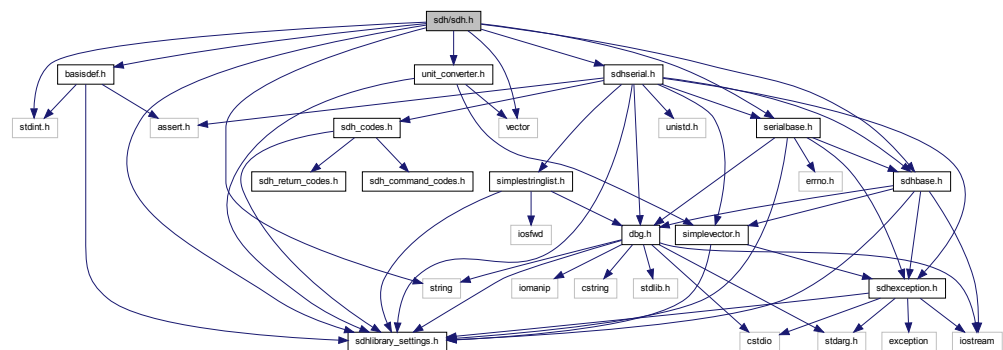 sdh/sdh.h
basisdef.h
unit_converter.h
sdhserial.h
stdint.h
assert.h
sdh_codes.h
vector
unistd.h
serialbase.h
sdh_return_codes.h
sdh_command_codes.h
simplestringlist.h
errno.h
sdhbase.h
iosfwd
dbg.h
simplevector.h
string
iomanip
cstring
stdlib.h
sdhexception.h
sdhlibrary_settings.h
cstdio
stdarg.h
exception
iostream